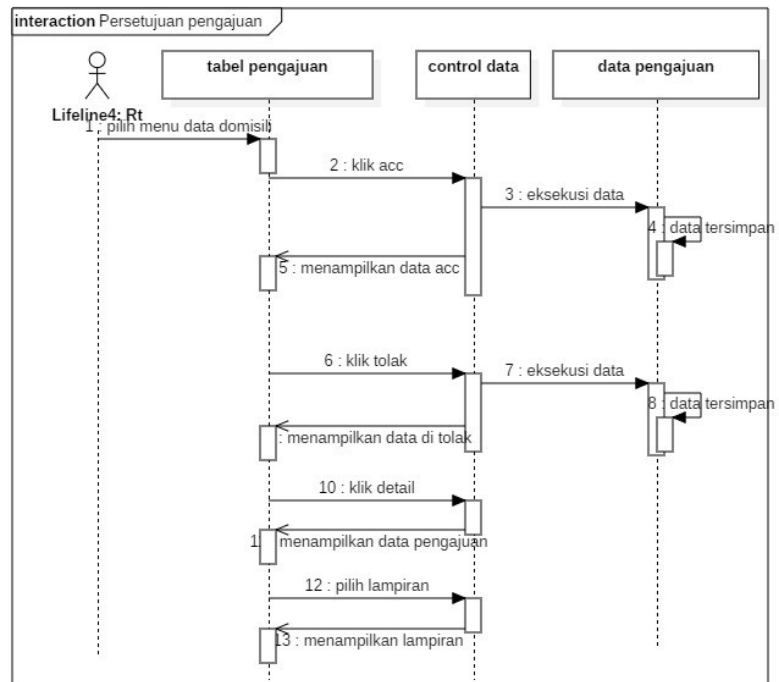 interaction Persetujuan pengajuan
tabel pengajuan
control data
data pengajuan
Lifeline4: Rt
1 : pilih menu data domisili
2 : klik acc
3 : eksekusi data
4 : data tersimpan
5 : menampilkan data acc
6 : klik tolak
7 : eksekusi data
8 : data tersimpan
: menampilkan data di tolak
10 : klik detail
menampilkan data pengajuan
12 : pilih lampiran
13 : menampilkan lampiran